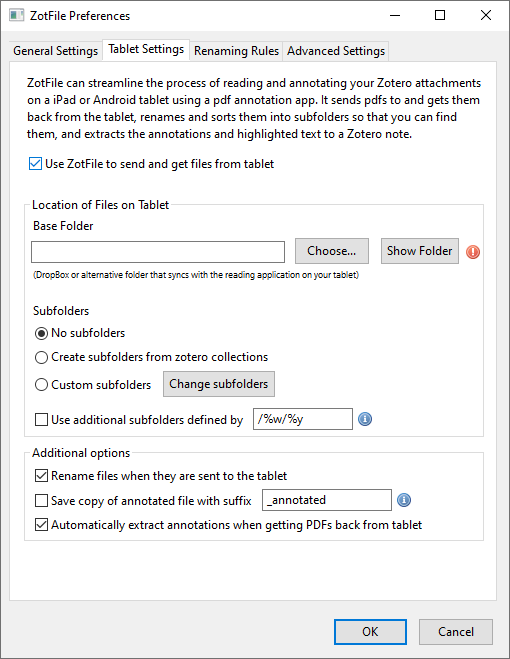 ZotFile Preferences
General Settings Tablet Settings Renaming Rules Advanced Settings
ZotFile can streamline the process of reading and annotating your Zotero attachments
on a iPad or Android tablet using a pdf annotation app. It sends pdfs to and gets them
back from the tablet, renames and sorts them into subfolders so that you can find
them, and extracts the annotations and highlighted text to a Zotero note.
Use ZotFile to send and get files from tablet
Location of Files on Tablet
Base Folder
Choose... Show Folder
(DropBox or alternative folder that syncs with the reading application on your tablet)
Subfolders
No subfolders
Create subfolders from zotero collections
Custom subfolders Change subfolders
Use additional subfolders defined by /%w/%y
Additional options
Rename files when they are sent to the tablet
Save copy of annotated file with suffix _annotated
Automatically extract annotations when getting PDFs back from tablet
OK Cancel